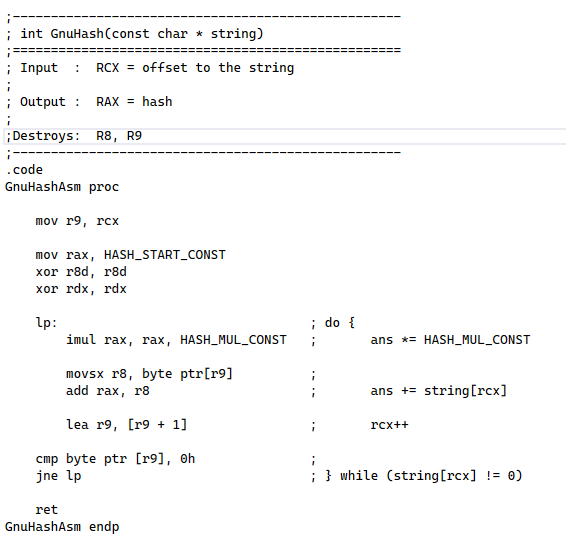 ;---------------------------------------------------
; int GnuHash(const char * string)
;===================================================
; Input  :  RCX = offset to the string
;
; Output :  RAX = hash
;
;Destroys:  R8, R9
;---------------------------------------------------
.code
GnuHashAsm proc

    mov r9, rcx

    mov rax, HASH_START_CONST
    xor r8d, r8d
    xor rdx, rdx

    lp:                                 ; do {
        imul rax, rax, HASH_MUL_CONST   ;       ans *= HASH_MUL_CONST

        movsx r8, byte ptr[r9]          ;
        add rax, r8                     ;       ans += string[rcx]

        lea r9, [r9 + 1]                ;       rcx++

    cmp byte ptr [r9], 0h               ;
    jne lp                              ; } while (string[rcx] != 0)

    ret
GnuHashAsm endp